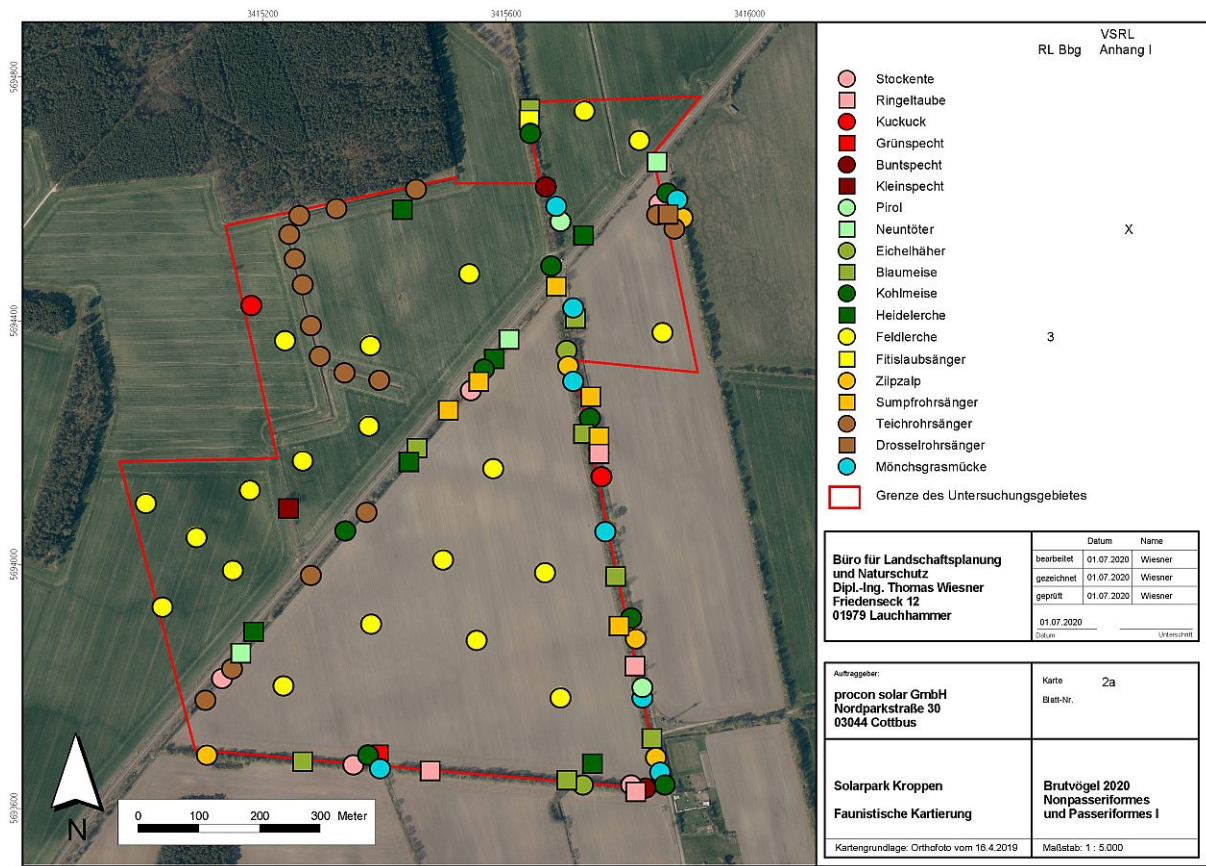 3415200
3415600
3416000
5694800
5694400
5694000
5693600
VSRL
RL Bbg Anhang I
Stockente
Ringeltaube
Kuckuck
Grünspecht
Buntspecht
Kleinspecht
Pirol
Neuntöter X
Eichelhäher
Blaumeise
Kohlmeise
Heidelerche
Feldlerche 3
Fitislaubsänger
Zilpzalp
Sumpfrohrsänger
Teichrohrsänger
Drosselrohrsänger
Mönchsgrasmücke
Grenze des Untersuchungsgebietes
Büro für Landschaftsplanung
und Naturschutz
Dipl.-Ing. Thomas Wiesner
Friedenseck 12
01979 Lauchhammer
Datum Name
bearbeitet 01.07.2020 Wiesner
gezeichnet 01.07.2020 Wiesner
geprüft 01.07.2020 Wiesner
01.07.2020
Datum Unterschrift
Auftraggeber:
procon solar GmbH
Nordparkstraße 30
03044 Cottbus
Karte 2a
Blatt-Nr.
Solarpark Kroppen
Faunistische Kartierung
Brutvögel 2020
Nonpasseriformes
und Passeriformes I
Kartengrundlage: Orthofoto vom 16.4.2019
Maßstab: 1 : 5.000
N
0 100 200 300 Meter